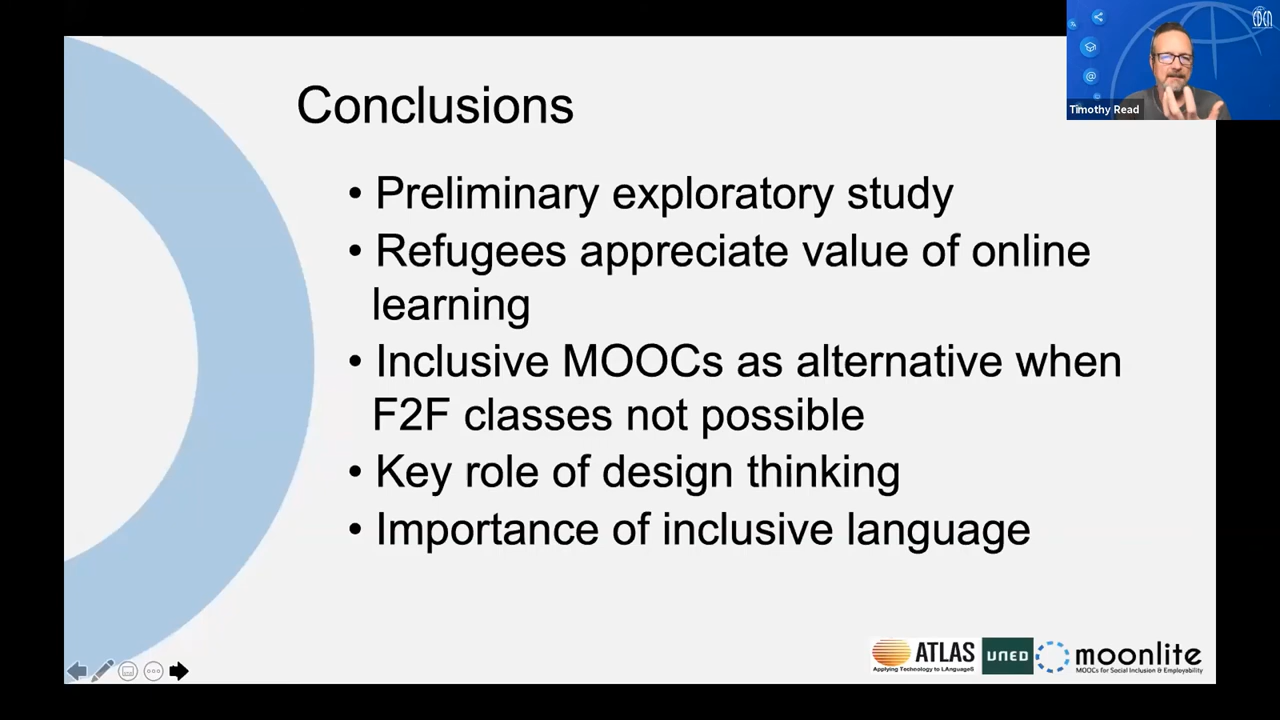 EDEN
Timothy Read
Conclusions
• Preliminary exploratory study
• Refugees appreciate value of online
learning
• Inclusive MOOCs as alternative when
F2F classes not possible
• Key role of design thinking
• Importance of inclusive language
ATLAS
Applying Technology to LAnguageS
UNED
moonlite
MOOCs for Social Inclusion & Employability